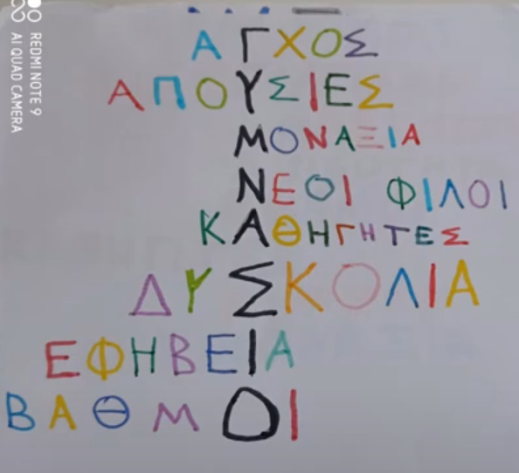 ΑΓΧΟΣ
ΑΠΟΥΣΙΕΣ
ΜΟΝΑΞΙΑ
ΝΕΟΙ ΦΙΛΟΙ
ΚΑΘΗΓΗΤΕΣ
ΔΥΣΚΟΛΙΑ
ΕΦΗΒΕΙΑ
ΒΑΘΜΟΙ
REDMI NOTE 9
AI QUAD CAMERA